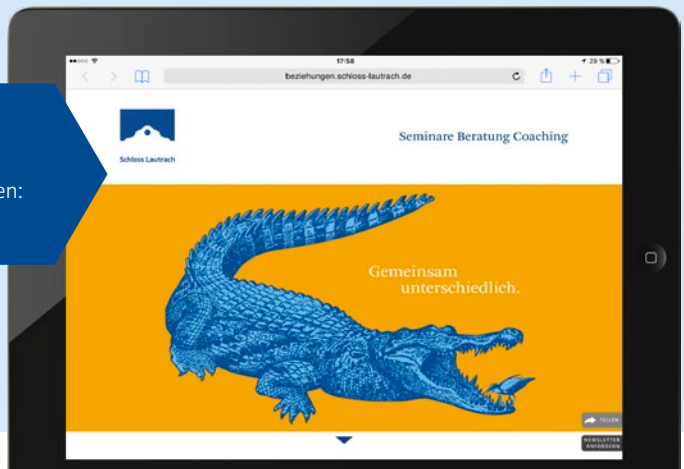 17:58
29 %
beziehungen.schloss-lautrach.de
Schloss Lautrach
Seminare Beratung Coaching
en:
Gemeinsam
unterschiedlich.
TEILEN
NEWSLETTER
ANFORDERN